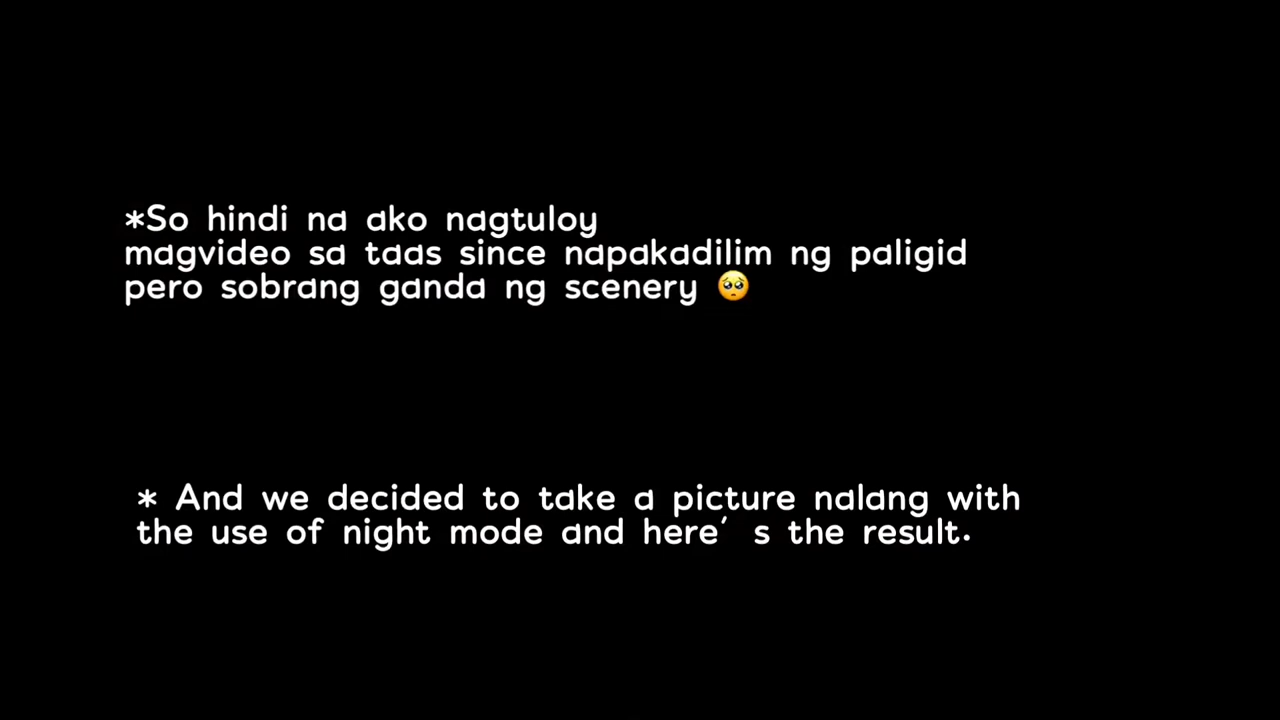 *So hindi na ako nagtuloy
magvideo sa taas since napakadilim ng paligid
pero sobrang ganda ng scenery 🥺
* And we decided to take a picture nalang with
the use of night mode and here’s the result.